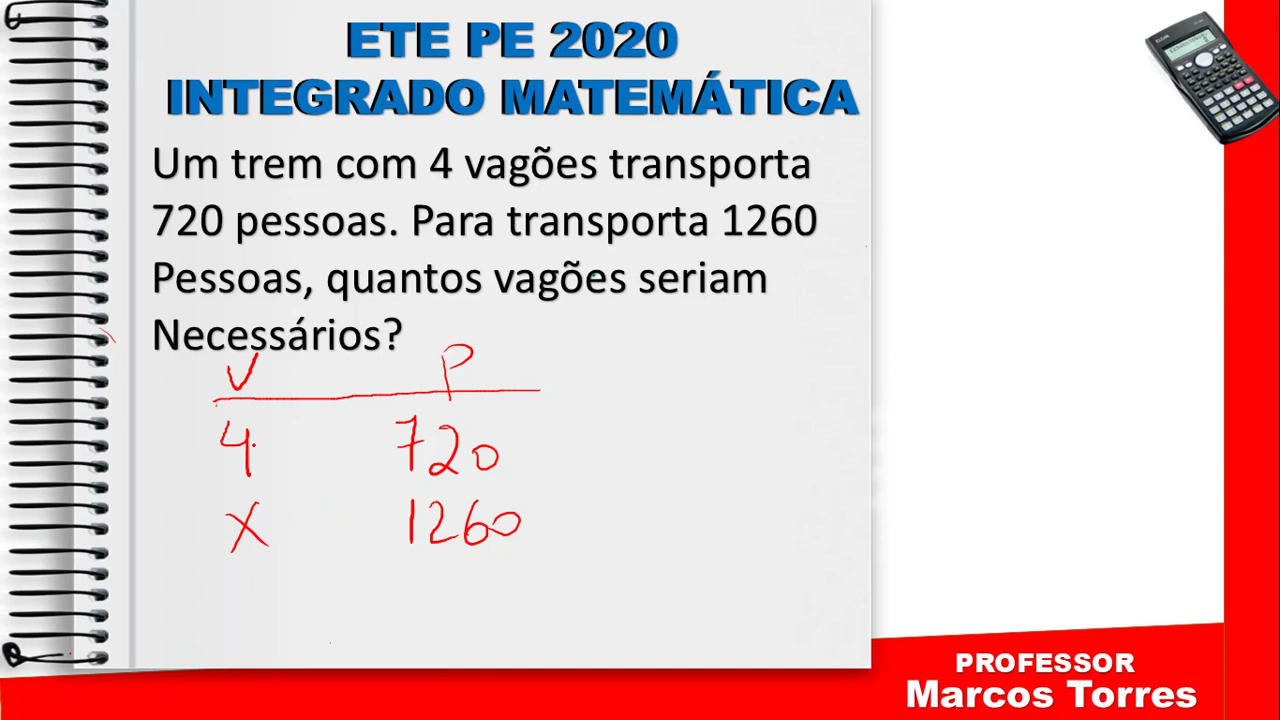 ETE PE 2020
INTEGRADO MATEMÁTICA
Um trem com 4 vagões transporta
720 pessoas. Para transporta 1260
Pessoas, quantos vagões seriam
Necessários?
V P
4 720
X 1260
PROFESSOR
Marcos Torres